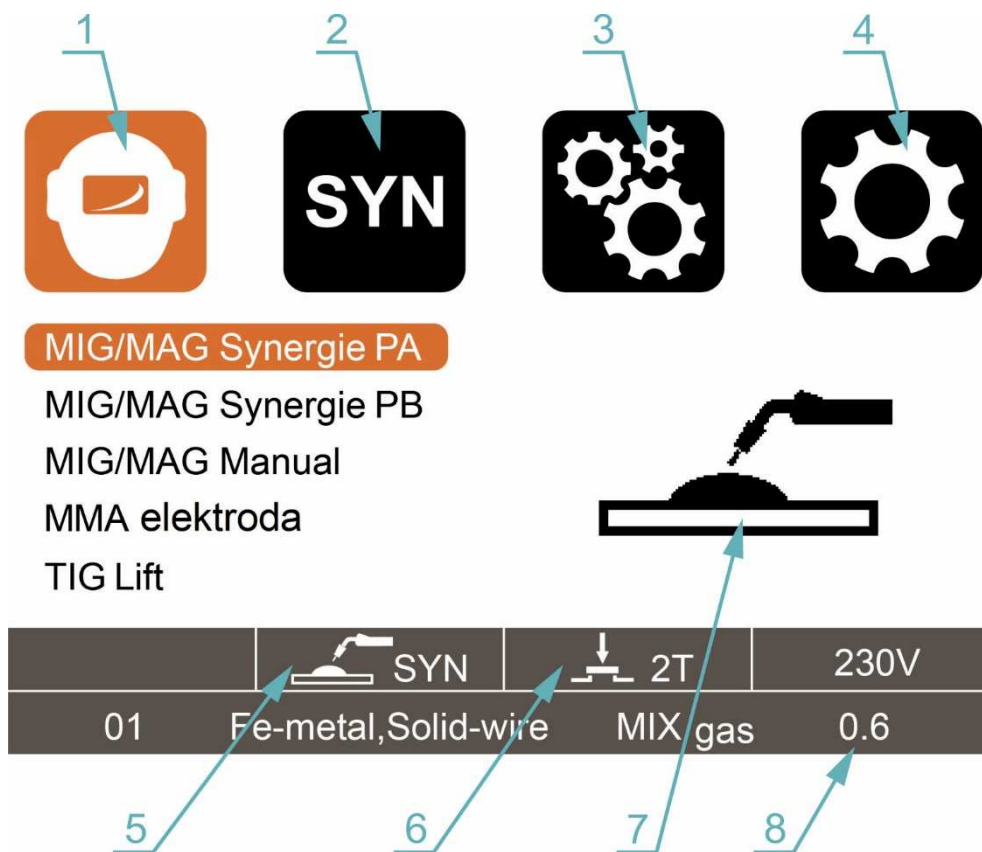 1 2 3 4
SYN
MIG/MAG Synergie PA
MIG/MAG Synergie PB
MIG/MAG Manual
MMA elektroda
TIG Lift
SYN 2T 230V
01 Fe-metal,Solid-wire MIX gas 0.6
5 6 7 8